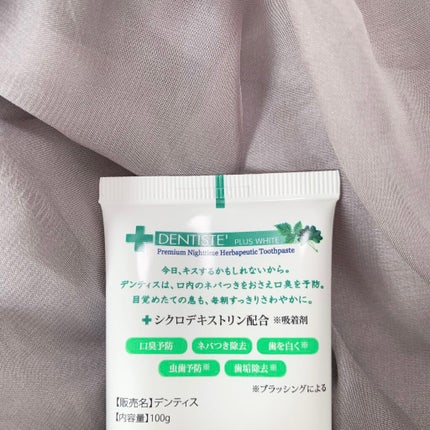 DENTISTE' PLUS WHITE
Premium Nighttime Herbapeutic Toothpaste
今日、キスするかもしれないから。
デンティスは、口内のネバつきをおさえ口臭を予防。
目覚めたての息も、毎朝すっきりさわやかに。
シクロデキストリン配合 ※吸着剤
口臭予防 ネバつき除去 歯を白く※
虫歯予防※ 歯垢除去※
※ブラッシングによる
【販売名】デンティス
【内容量】100g